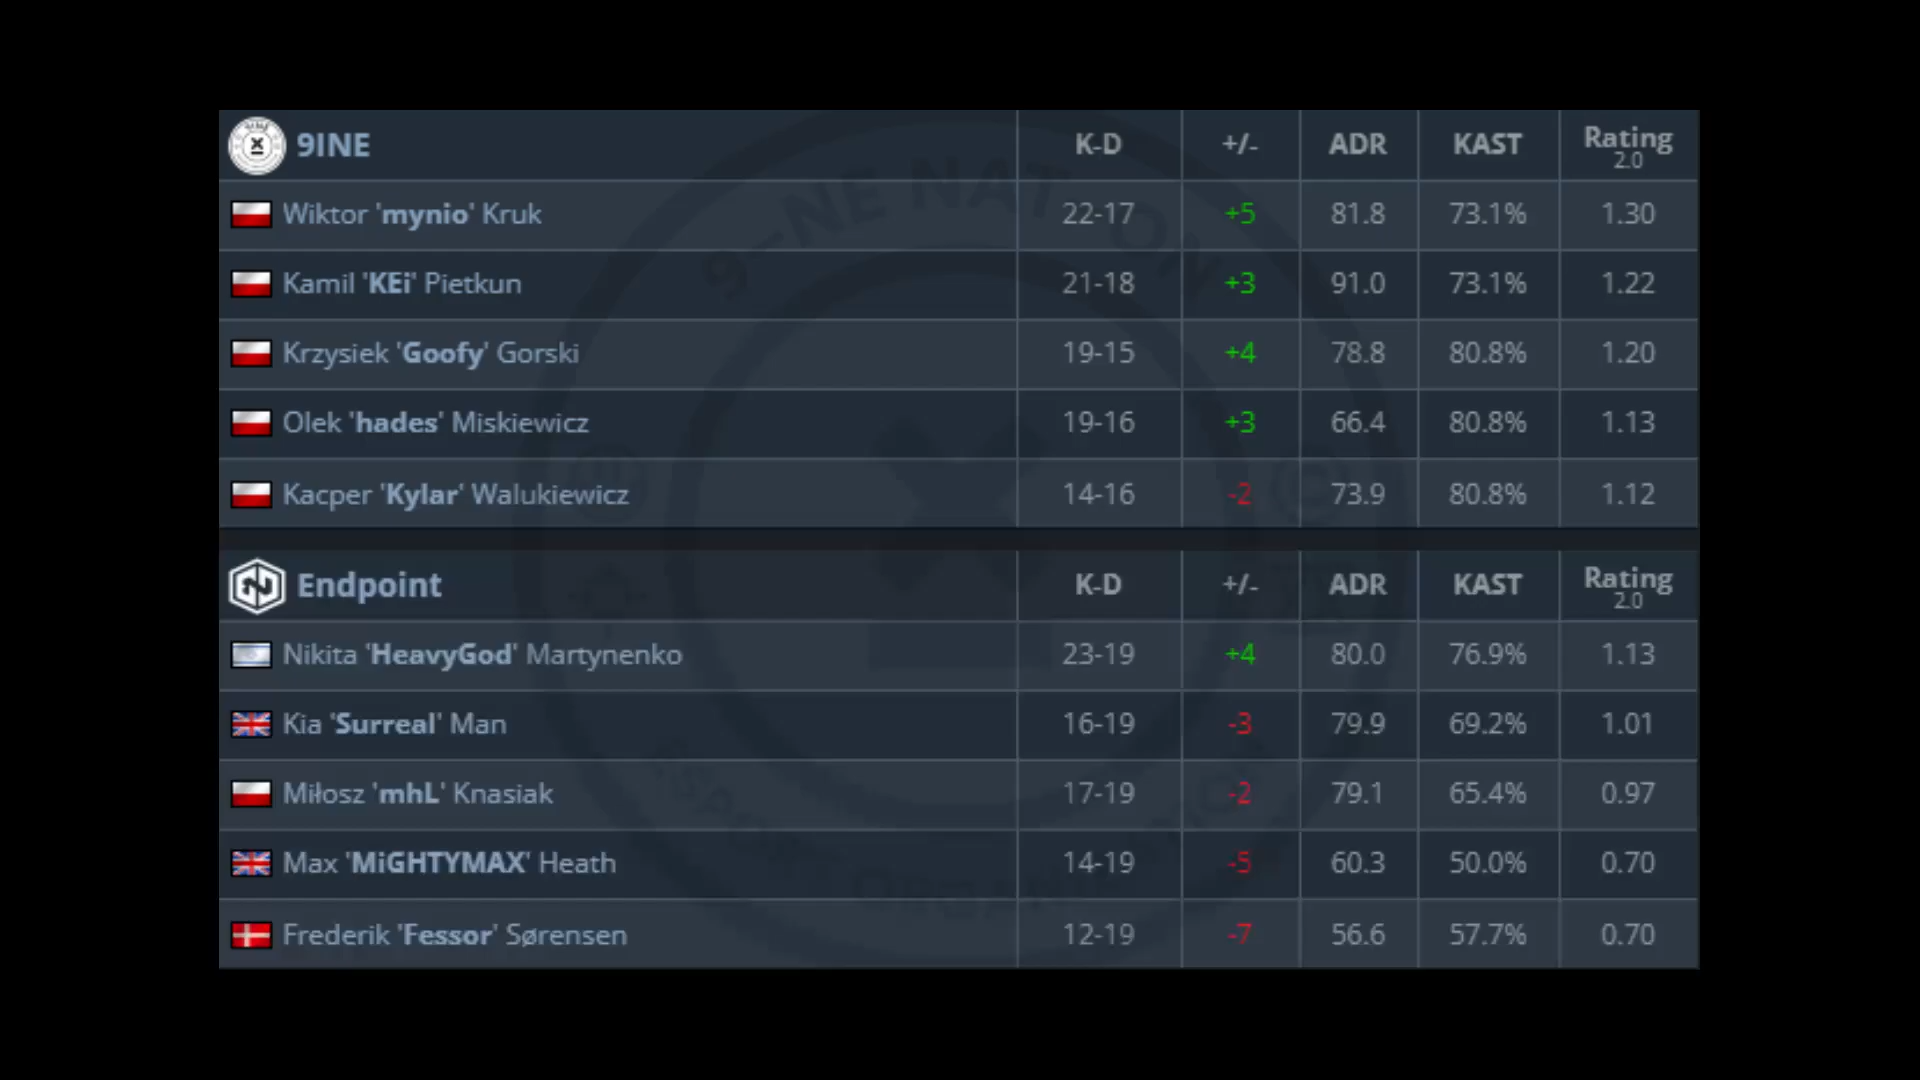 9INE K-D +/- ADR KAST Rating 2.0
Wiktor 'mynio' Kruk 22-17 +5 81.8 73.1% 1.30
Kamil 'KEi' Pietkun 21-18 +3 91.0 73.1% 1.22
Krzysiek 'Goofy' Gorski 19-15 +4 78.8 80.8% 1.20
Olek 'hades' Miskiewicz 19-16 +3 66.4 80.8% 1.13
Kacper 'Kylar' Walukiewicz 14-16 -2 73.9 80.8% 1.12
Endpoint K-D +/- ADR KAST Rating 2.0
Nikita 'HeavyGod' Martynenko 23-19 +4 80.0 76.9% 1.13
Kia 'Surreal' Man 16-19 -3 79.9 69.2% 1.01
Miłosz 'mhL' Knasiak 17-19 -2 79.1 65.4% 0.97
Max 'MiGHTYMAX' Heath 14-19 -5 60.3 50.0% 0.70
Frederik 'Fessor' Sørensen 12-19 -7 56.6 57.7% 0.70